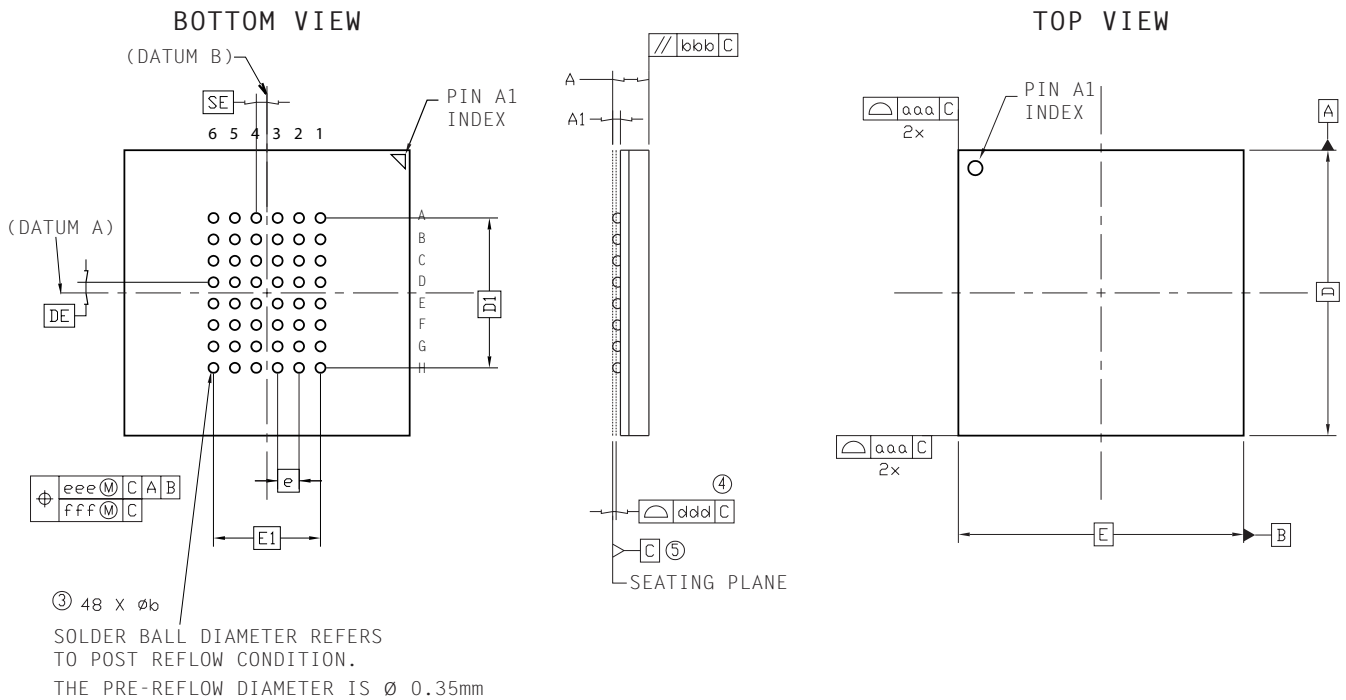 BOTTOM VIEW
TOP VIEW
(DATUM B)
// bbb C
SE
A
PIN A1
INDEX
PIN A1
INDEX
aaa C
2x
A
A1
6 5 4 3 2 1
(DATUM A)
A
B
C
D
E
F
G
H
DE
D1
D
aaa C
2x
e
eee Ⓜ C A B
fff Ⓜ C
④
ddd C
E1
E
B
C ⑤
SEATING PLANE
③ 48 X Øb
SOLDER BALL DIAMETER REFERS
TO POST REFLOW CONDITION.
THE PRE-REFLOW DIAMETER IS Ø 0.35mm